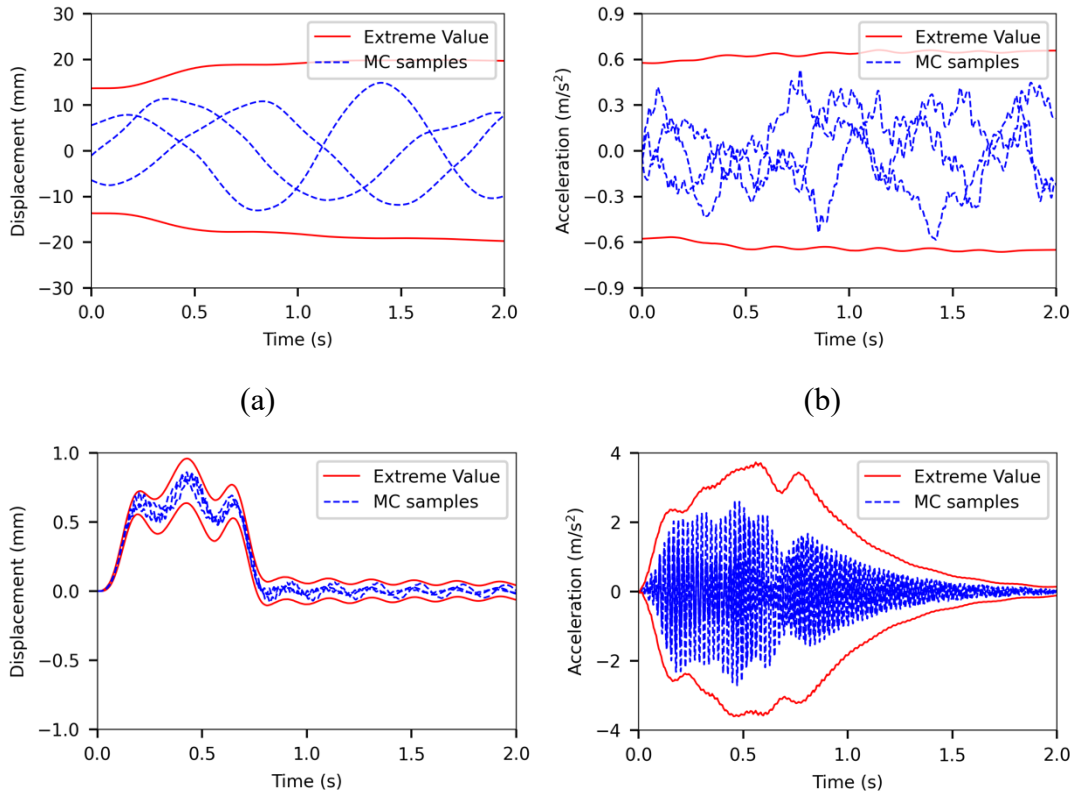 30
20
10
0
−10
−20
−30
Displacement (mm)
Extreme Value
MC samples
0.0 0.5 1.0 1.5 2.0
Time (s)
(a)
0.9
0.6
0.3
0.0
−0.3
−0.6
−0.9
Acceleration (m/s²)
Extreme Value
MC samples
0.0 0.5 1.0 1.5 2.0
Time (s)
(b)
1.0
0.5
0.0
−0.5
−1.0
Displacement (mm)
Extreme Value
MC samples
0.0 0.5 1.0 1.5 2.0
Time (s)
4
2
0
−2
−4
Acceleration (m/s²)
Extreme Value
MC samples
0.0 0.5 1.0 1.5 2.0
Time (s)